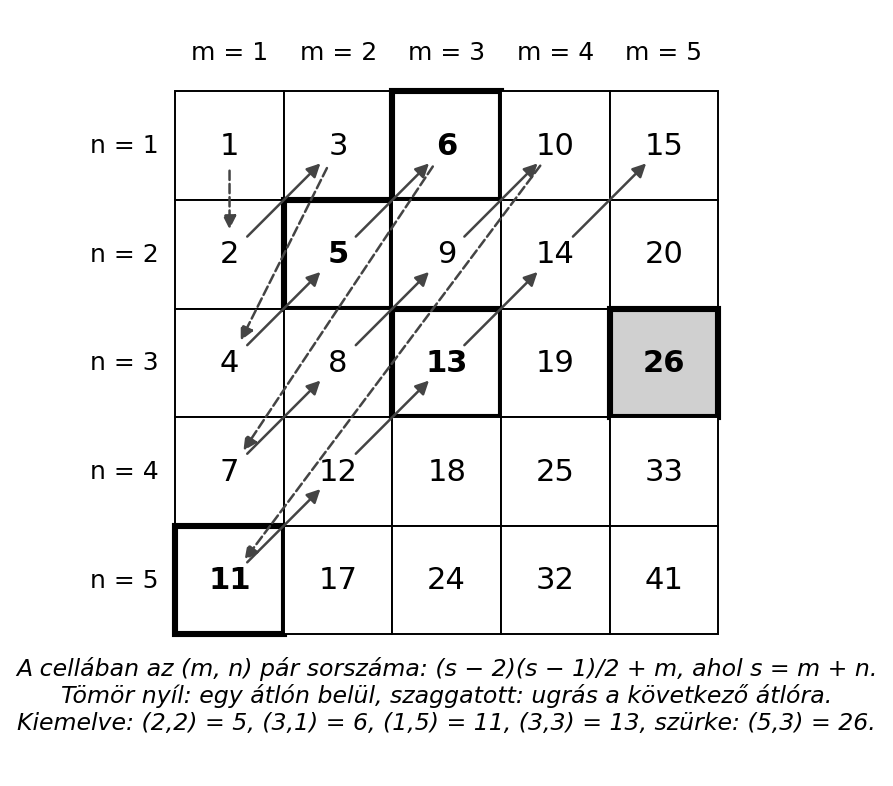 m = 1 m = 2 m = 3 m = 4 m = 5
n = 1 1 3 6 10 15
n = 2 2 5 9 14 20
n = 3 4 8 13 19 26
n = 4 7 12 18 25 33
n = 5 11 17 24 32 41
A cellában az (m, n) pár sorszáma: (s − 2)(s − 1)/2 + m, ahol s = m + n.
Tömör nyíl: egy átlón belül, szaggatott: ugrás a következő átlóra.
Kiemelve: (2,2) = 5, (3,1) = 6, (1,5) = 11, (3,3) = 13, szürke: (5,3) = 26.